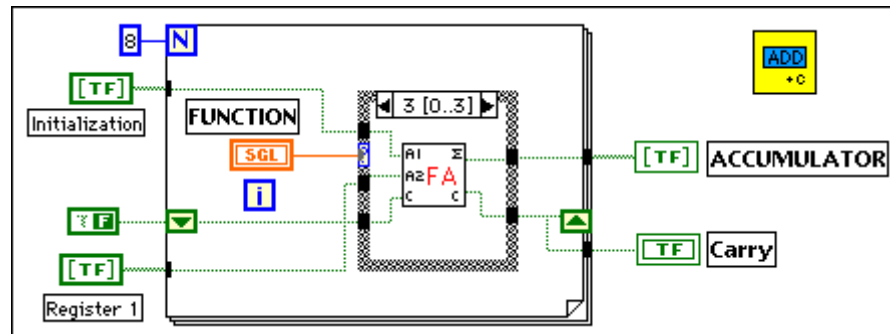 8
N
ADD
+C
[TF]
Initialization
FUNCTION
3 [0..3]
SGL
?
i
A1 Σ
A2 FA
C C
[TF]
ACCUMULATOR
F
TF
Carry
[TF]
Register 1